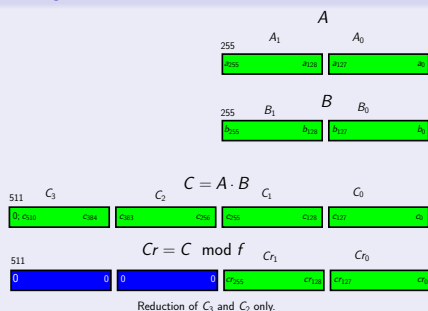 A
A₁ A₀
255
a₂₅₅ a₁₂₈ a₁₂₇ a₀
B
255 B₁ B₀
b₂₅₅ b₁₂₈ b₁₂₇ b₀
C = A · B
511 C₃ C₂ C₁ C₀
0; c₅₁₀ c₃₈₄ c₃₈₃ c₂₅₆ c₂₅₅ c₁₂₈ c₁₂₇ c₀
Cr = C mod f
511 Cr₁ Cr₀
0 0 0 0 cr₂₅₅ cr₁₂₈ cr₁₂₇ cr₀
Reduction of C₃ and C₂ only.